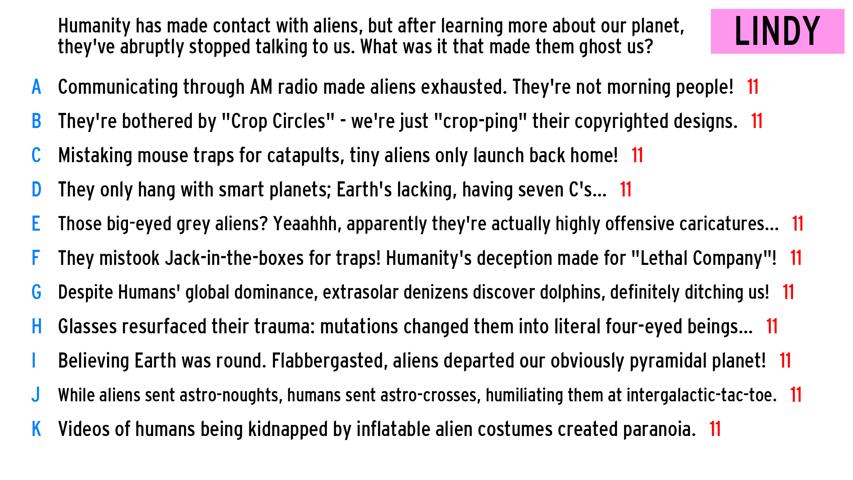 Humanity has made contact with aliens, but after learning more about our planet,
they've abruptly stopped talking to us. What was it that made them ghost us?
LINDY
A Communicating through AM radio made aliens exhausted. They're not morning people! 11
B They're bothered by "Crop Circles" - we're just "crop-ping" their copyrighted designs. 11
C Mistaking mouse traps for catapults, tiny aliens only launch back home! 11
D They only hang with smart planets; Earth's lacking, having seven C's... 11
E Those big-eyed grey aliens? Yeaahhh, apparently they're actually highly offensive caricatures... 11
F They mistook Jack-in-the-boxes for traps! Humanity's deception made for "Lethal Company"! 11
G Despite Humans' global dominance, extrasolar denizens discover dolphins, definitely ditching us! 11
H Glasses resurfaced their trauma: mutations changed them into literal four-eyed beings... 11
I Believing Earth was round. Flabbergasted, aliens departed our obviously pyramidal planet! 11
J While aliens sent astro-noughts, humans sent astro-crosses, humiliating them at intergalactic-tac-toe. 11
K Videos of humans being kidnapped by inflatable alien costumes created paranoia. 11